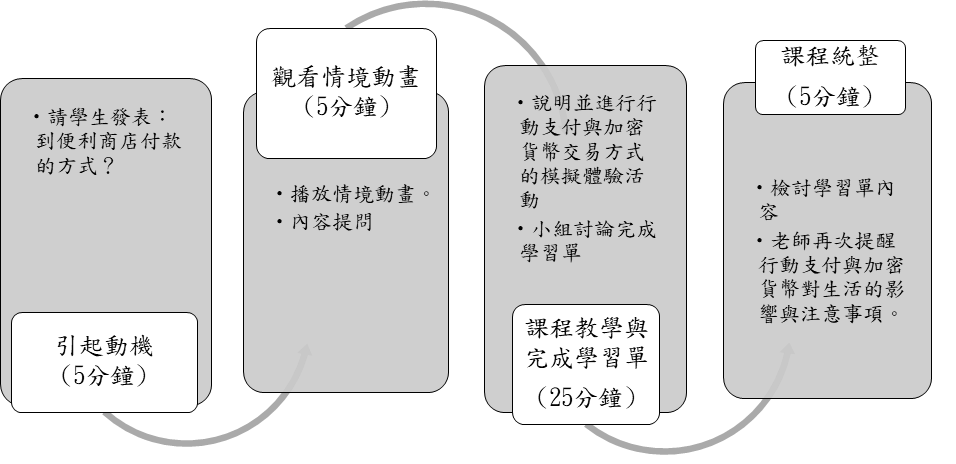 ・請學生發表：
到便利商店付款
的方式？
引起動機
（5分鐘）
觀看情境動畫
（5分鐘）
・播放情境動畫。
・內容提問
・說明並進行行
動支付與加密
貨幣交易方式
的模擬體驗活
動
・小組討論完成
學習單
課程教學與
完成學習單
（25分鐘）
課程統整
（5分鐘）
・檢討學習單內
容
・老師再次提醒
行動支付與加密
貨幣對生活的影
響與注意事項。